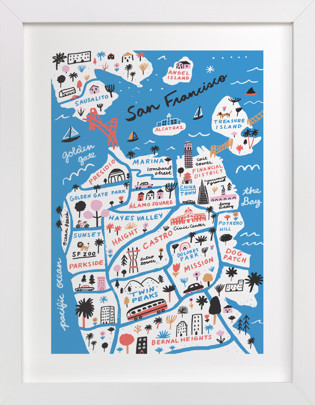 ANGEL
ISLAND
SAUSALITO
San Francisco
ALCATRAZ
TREASURE
ISLAND
golden
gate
PRESIDIO
MARINA
lombard
street
coit
tower
FINANCIAL
DISTRICT
CHINA
TOWN
the
Bay
GOLDEN GATE PARK
ALAMO SQUARE
HAYES VALLEY
Civic Center
HAIGHT
CASTRO
SUNSET
SF ZOO
PARKSIDE
sutro
tower
DOLORES
PARK
MISSION
POTRERO
HILL
DOG
PATCH
pacific ocean
TWIN
PEAKS
BERNAL HEIGHTS